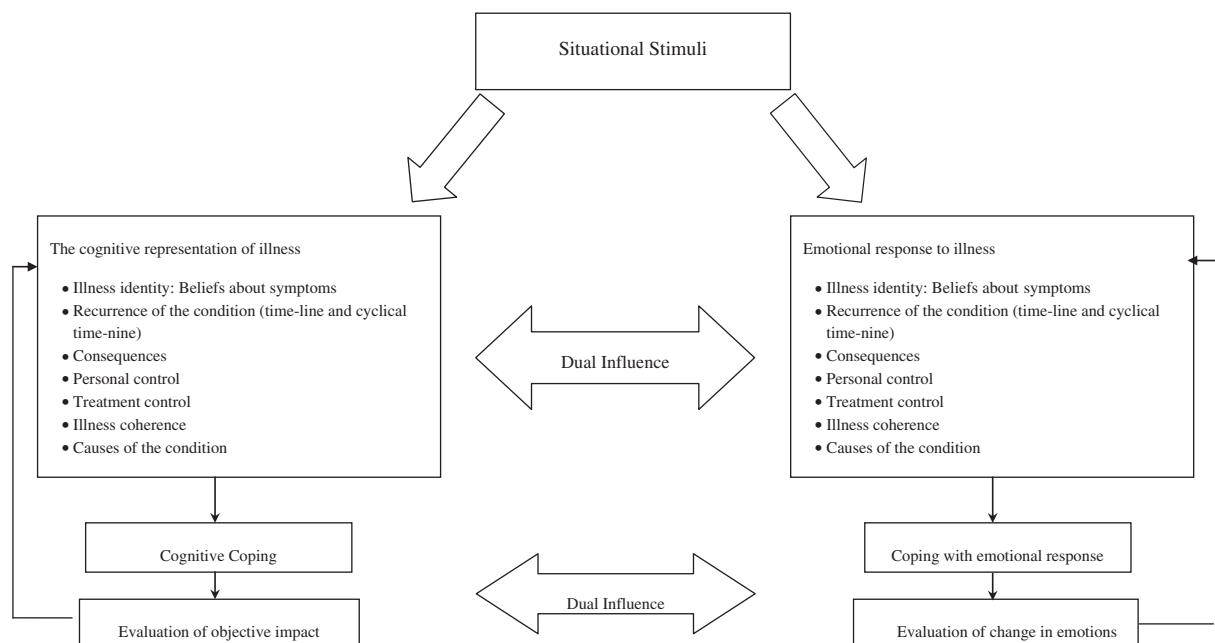 Situational Stimuli
The cognitive representation of illness
• Illness identity: Beliefs about symptoms
• Recurrence of the condition (time-line and cyclical
time-nine)
• Consequences
• Personal control
• Treatment control
• Illness coherence
• Causes of the condition
Dual Influence
Emotional response to illness
• Illness identity: Beliefs about symptoms
• Recurrence of the condition (time-line and cyclical
time-nine)
• Consequences
• Personal control
• Treatment control
• Illness coherence
• Causes of the condition
Cognitive Coping
Coping with emotional response
Evaluation of objective impact
Dual Influence
Evaluation of change in emotions